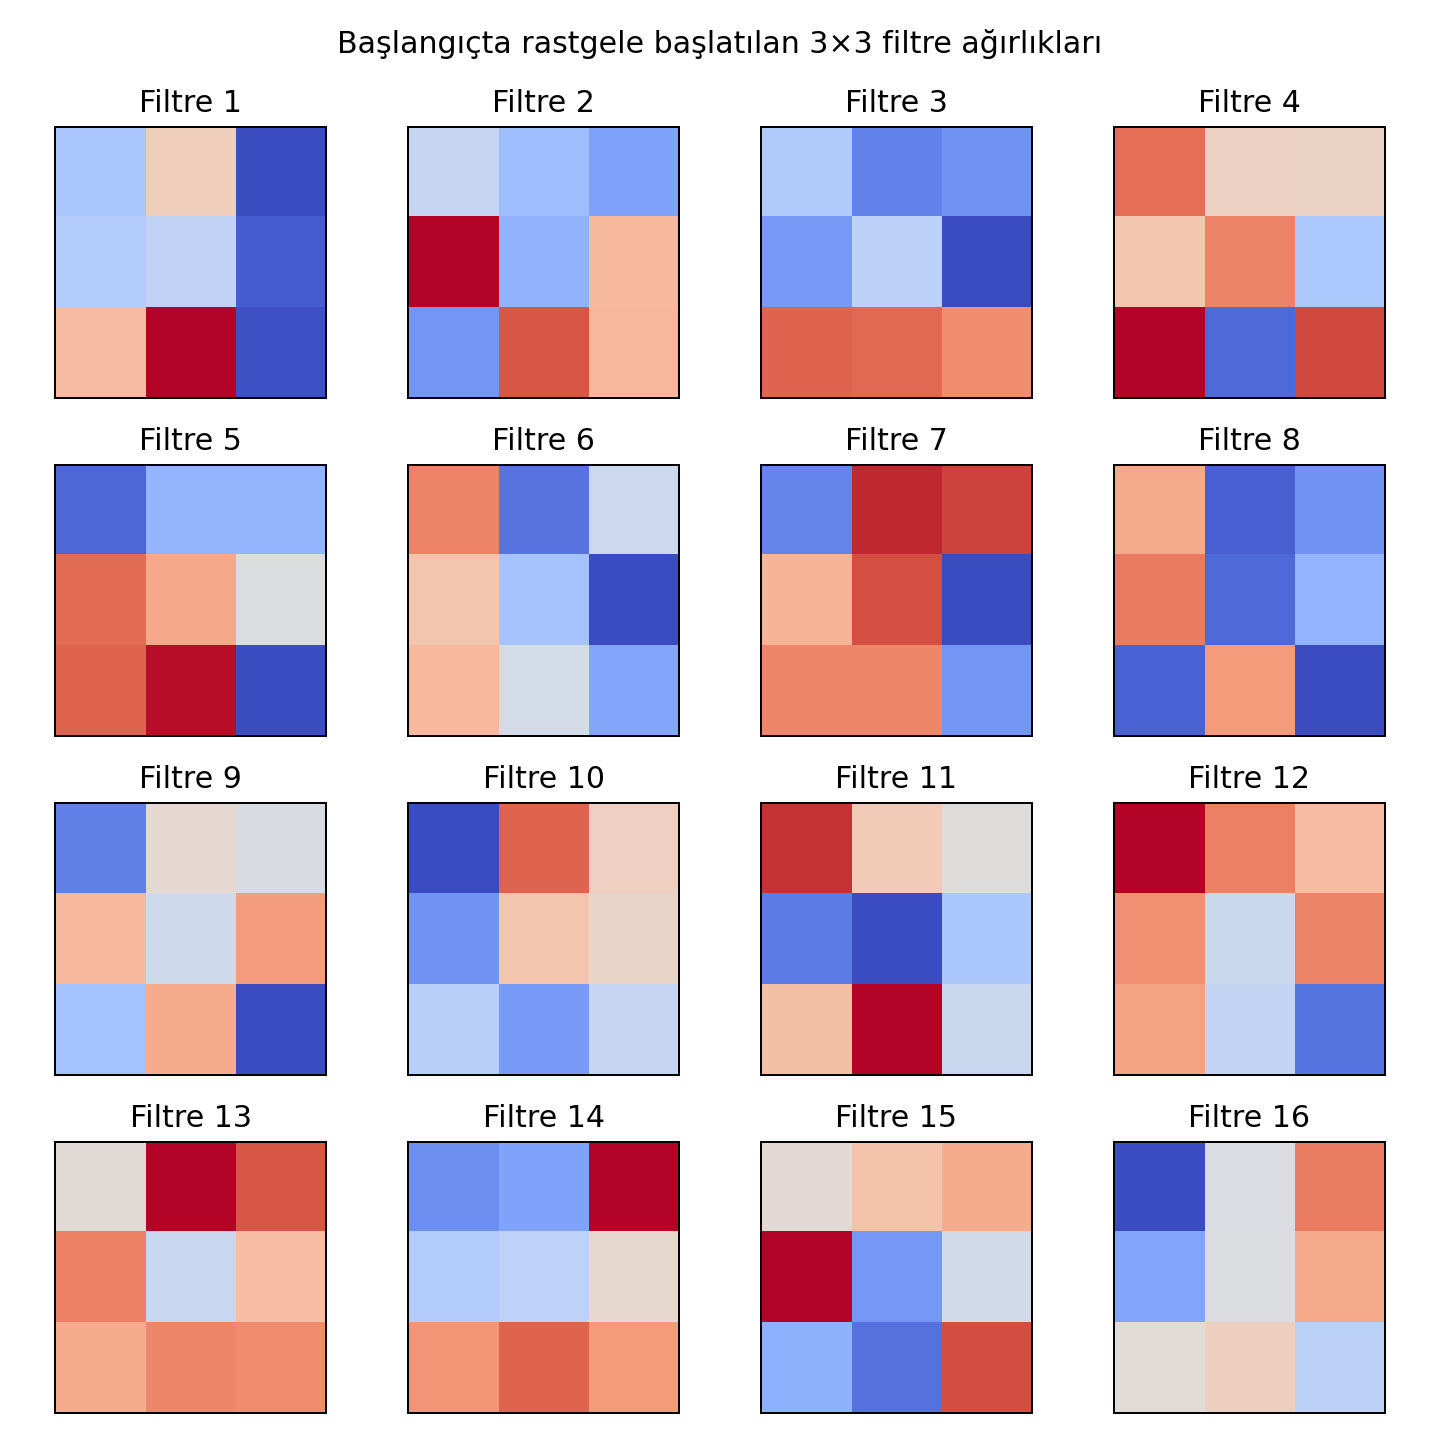 Başlangıçta rastgele başlatılan 3×3 filtre ağırlıkları
Filtre 1
Filtre 2
Filtre 3
Filtre 4
Filtre 5
Filtre 6
Filtre 7
Filtre 8
Filtre 9
Filtre 10
Filtre 11
Filtre 12
Filtre 13
Filtre 14
Filtre 15
Filtre 16